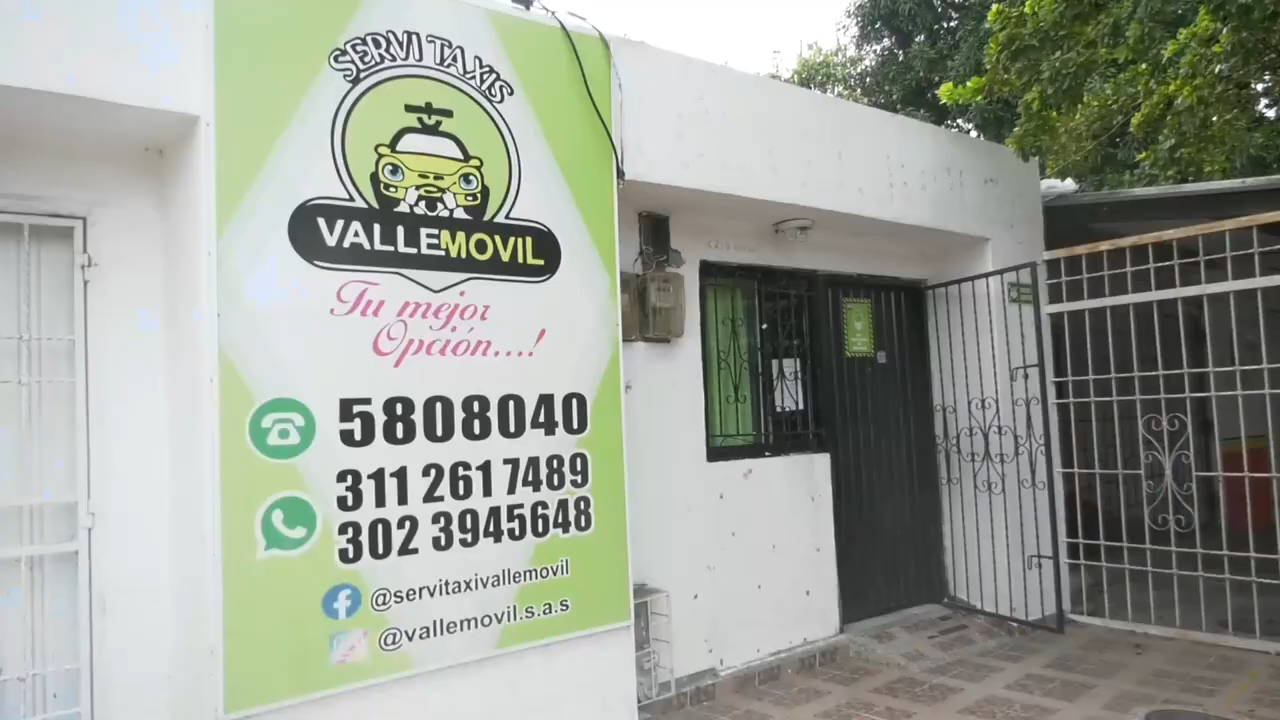 SERVI TAXIS
VALLEMOVIL
Tu mejor
Opción...!
5808040
311 261 7489
302 3945648
@servitaxivallemovil
@vallemovil.s.a.s